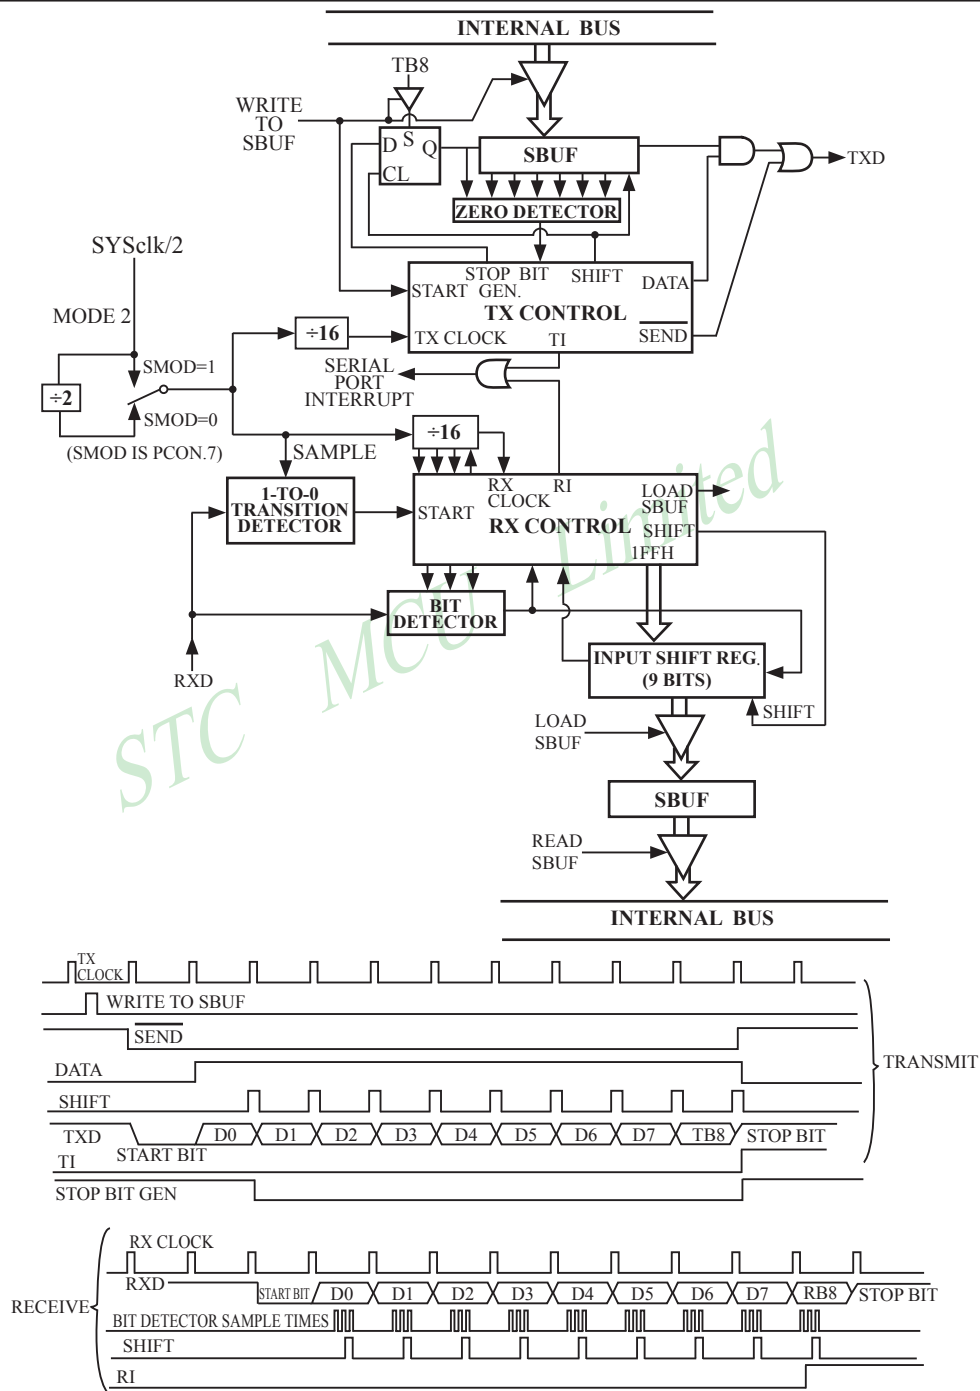 INTERNAL BUS
TB8
WRITE
TO
SBUF
D
S
Q
CL
SBUF
TXD
ZERO DETECTOR
SYSclk/2
STOP BIT
GEN.
SHIFT
DATA
START
TX CONTROL
MODE 2
÷16
TX CLOCK
TI
SEND
SERIAL
PORT
INTERRUPT
SMOD=1
÷2
SMOD=0
(SMOD IS PCON.7)
÷16
SAMPLE
1-TO-0
TRANSITION
DETECTOR
START
RX
CLOCK
RI
LOAD
SBUF
RX CONTROL
SHIFT
1FFH
BIT
DETECTOR
RXD
INPUT SHIFT REG.
(9 BITS)
SHIFT
LOAD
SBUF
SBUF
READ
SBUF
INTERNAL BUS
STC MCU Limited
TX
CLOCK
WRITE TO SBUF
SEND
DATA
TRANSMIT
SHIFT
TXD
START BIT
D0 D1 D2 D3 D4 D5 D6 D7 TB8 STOP BIT
TI
STOP BIT GEN
RX CLOCK
RXD
START BIT D0 D1 D2 D3 D4 D5 D6 D7 RB8 STOP BIT
RECEIVE
BIT DETECTOR SAMPLE TIMES
SHIFT
RI